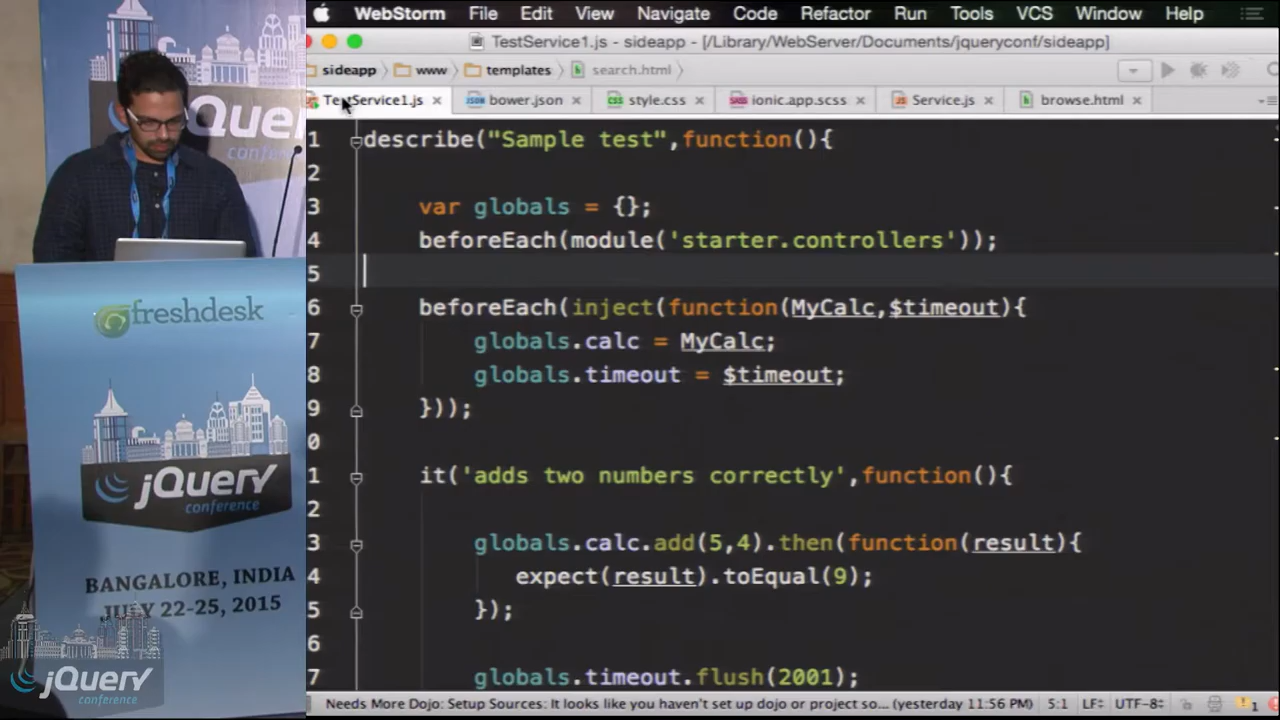 WebStorm File Edit View Navigate Code Refactor Run Tools VCS Window Help
TestService1.js - sideapp - [/Library/WebServer/Documents/jqueryconf/sideapp]
sideapp www templates search.html
TestService1.js bower.json style.css ionic.app.scss Service.js browse.html
1 describe("Sample test",function(){
2
3 var globals = {};
4 beforeEach(module('starter.controllers'));
5
6 beforeEach(inject(function(MyCalc,$timeout){
7 globals.calc = MyCalc;
8 globals.timeout = $timeout;
9 }));
0
1 it('adds two numbers correctly',function(){
2
3 globals.calc.add(5,4).then(function(result){
4 expect(result).toEqual(9);
5 });
6
7 globals.timeout.flush(2001);
Needs More Dojo: Setup Sources: It looks like you haven't set up dojo or project so... (yesterday 11:56 PM) 5:1 LF÷ UTF-8÷
freshdesk
jQuery
conference
BANGALORE, INDIA
JULY 22-25, 2015
jQuery
conference